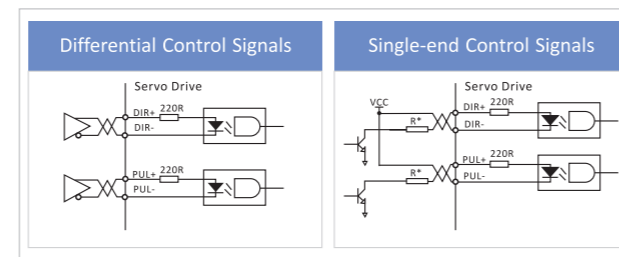 Differential Control Signals
Servo Drive
DIR+ 220R
DIR-
PUL+ 220R
PUL-
Single-end Control Signals
Servo Drive
VCC
DIR+ 220R
R*
DIR-
PUL+ 220R
R*
PUL-